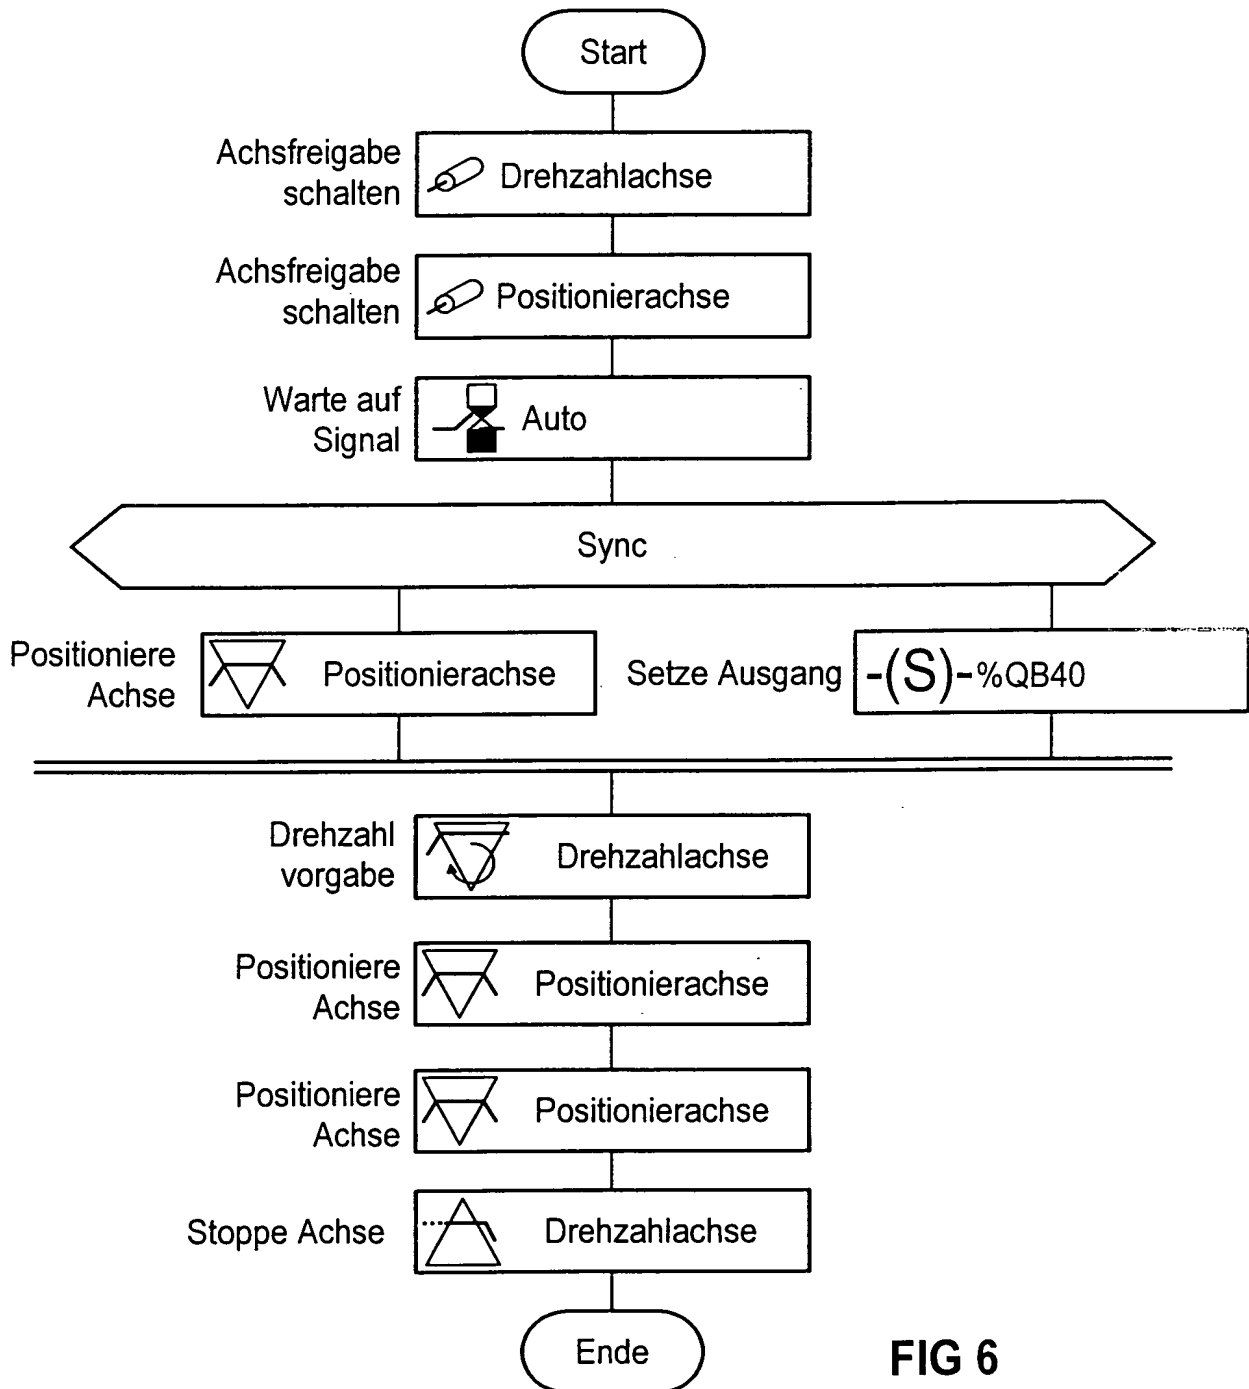 Start
Achsfreigabe
schalten
Drehzahlachse
Achsfreigabe
schalten
Positionierachse
Warte auf
Signal
Auto
Sync
Positioniere
Achse
Positionierachse
Setze Ausgang
-(S)-%QB40
Drehzahl
vorgabe
Drehzahlachse
Positioniere
Achse
Positionierachse
Positioniere
Achse
Positionierachse
Stoppe Achse
Drehzahlachse
Ende
FIG 6